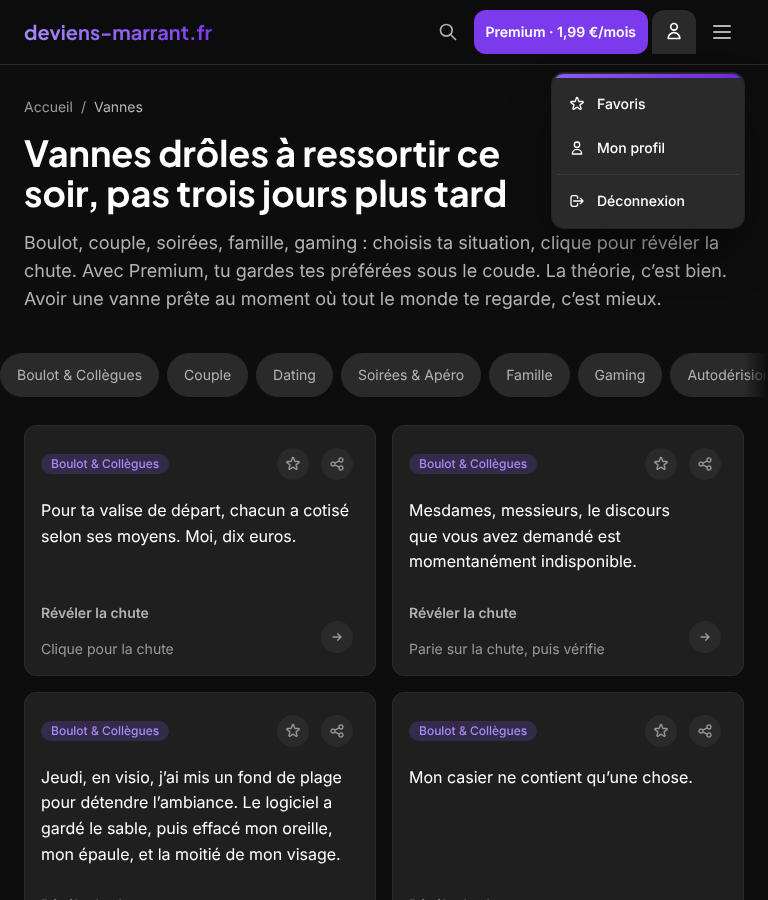 deviens-marrant.fr
Premium · 1,99 €/mois
Favoris
Mon profil
Déconnexion
Accueil / Vannes
Vannes drôles à ressortir ce
soir, pas trois jours plus tard
Boulot, couple, soirées, famille, gaming : choisis ta situation, clique pour révéler la
chute. Avec Premium, tu gardes tes préférées sous le coude. La théorie, c’est bien.
Avoir une vanne prête au moment où tout le monde te regarde, c’est mieux.
Boulot & Collègues
Couple
Dating
Soirées & Apéro
Famille
Gaming
Boulot & Collègues
Pour ta valise de départ, chacun a cotisé
selon ses moyens. Moi, dix euros.
Révéler la chute
Clique pour la chute
Boulot & Collègues
Mesdames, messieurs, le discours
que vous avez demandé est
momentanément indisponible.
Révéler la chute
Parie sur la chute, puis vérifie
Boulot & Collègues
Jeudi, en visio, j’ai mis un fond de plage
pour détendre l’ambiance. Le logiciel a
gardé le sable, puis effacé mon oreille,
mon épaule, et la moitié de mon visage.
Boulot & Collègues
Mon casier ne contient qu’une chose.